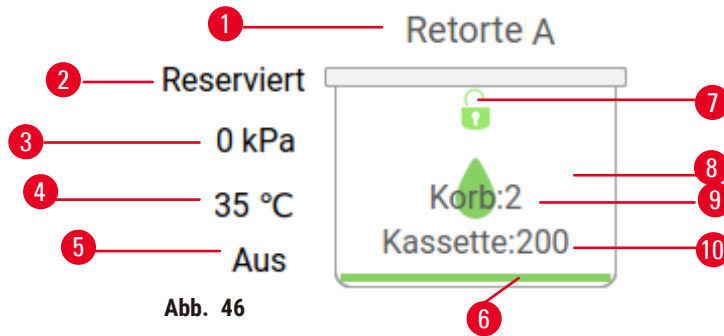 1 Retorte A
2 Reserviert
7
3 0 kPa
8
4 35 °C
Korb:2 9
5 Aus
Kassette:200 10
Abb. 46
6